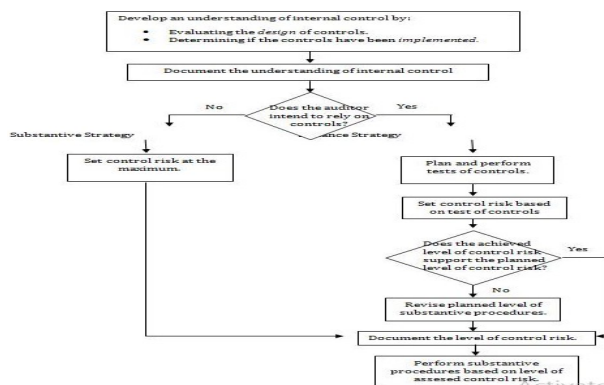 Develop an understanding of internal control by:
• Evaluating the design of controls.
• Determining if the controls have been implemented.
Document the understanding of internal control
No
Does the auditor
intend to rely on
controls?
Yes
Substantive Strategy
Strategy
Set control risk at the
maximum.
Plan and perform
tests of controls.
Set control risk based
on test of controls
Does the achieved
level of control risk
support the planned
level of control risk?
Yes
No
Revise planned level of
substantive procedures.
Document the level of control risk.
Perform substantive
procedures based on level of
assesed control risk.